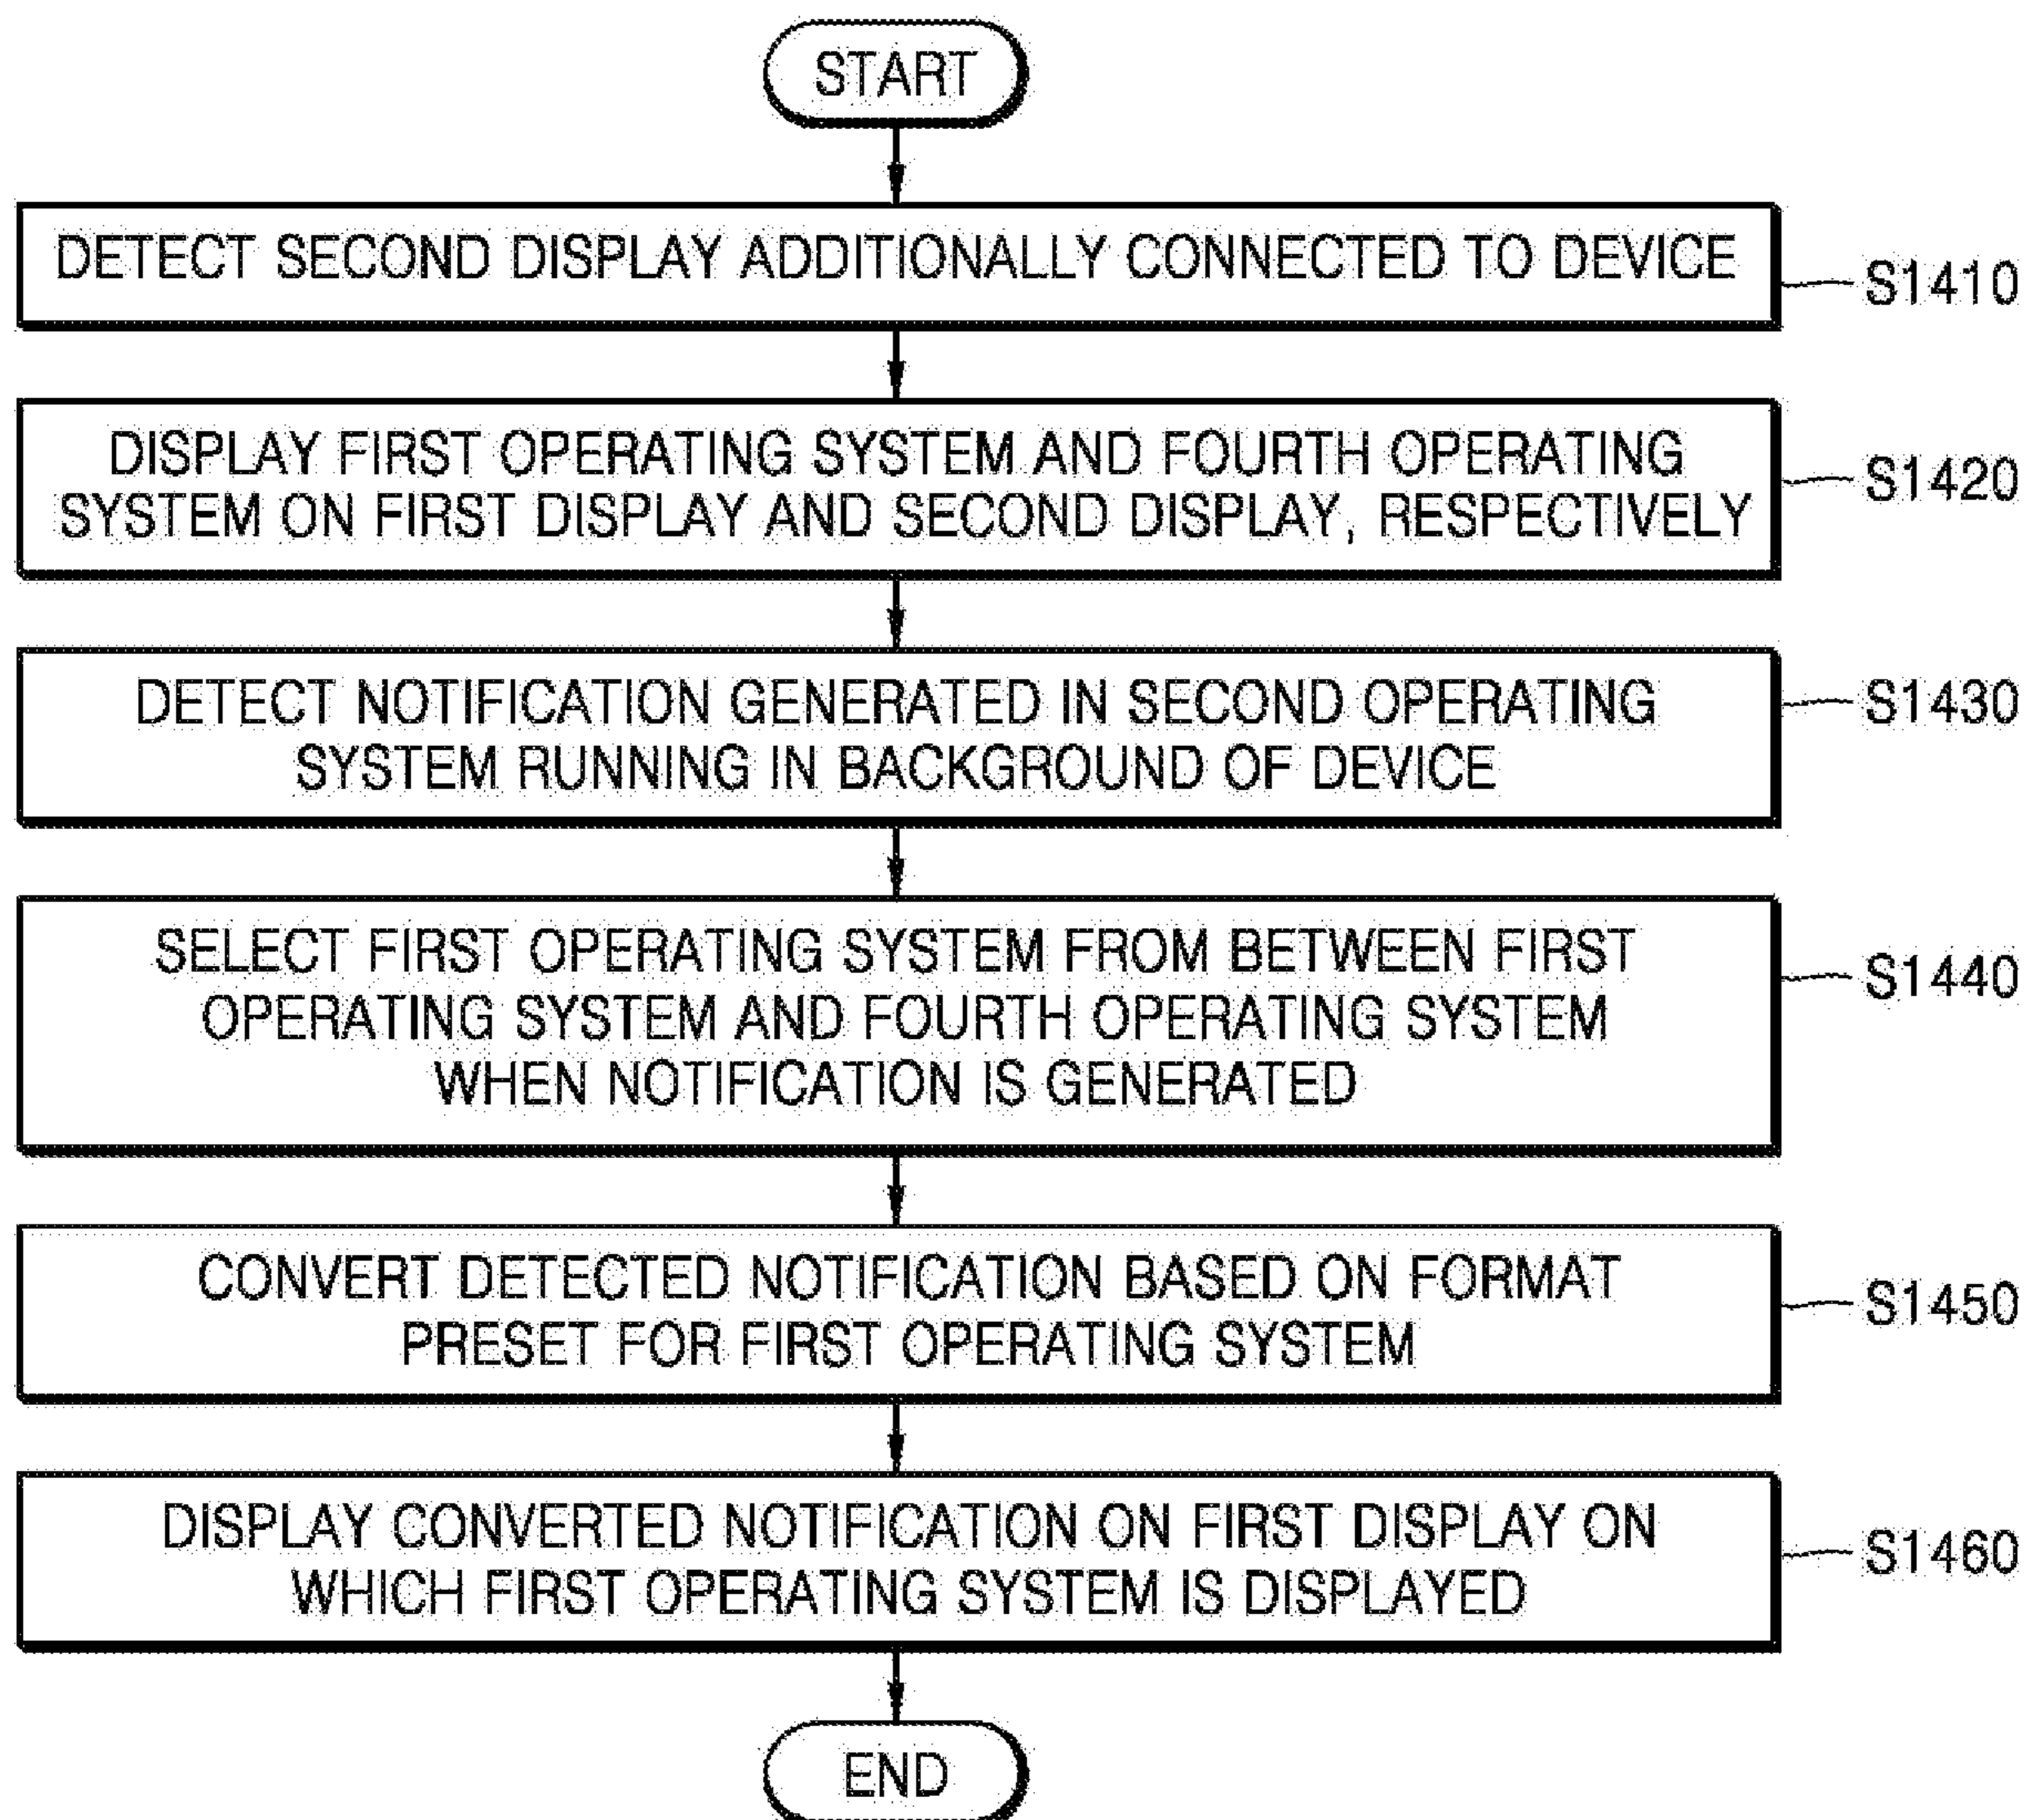 START
DETECT SECOND DISPLAY ADDITIONALLY CONNECTED TO DEVICE
S1410
DISPLAY FIRST OPERATING SYSTEM AND FOURTH OPERATING
SYSTEM ON FIRST DISPLAY AND SECOND DISPLAY, RESPECTIVELY
S1420
DETECT NOTIFICATION GENERATED IN SECOND OPERATING
SYSTEM RUNNING IN BACKGROUND OF DEVICE
S1430
SELECT FIRST OPERATING SYSTEM FROM BETWEEN FIRST
OPERATING SYSTEM AND FOURTH OPERATING SYSTEM
WHEN NOTIFICATION IS GENERATED
S1440
CONVERT DETECTED NOTIFICATION BASED ON FORMAT
PRESET FOR FIRST OPERATING SYSTEM
S1450
DISPLAY CONVERTED NOTIFICATION ON FIRST DISPLAY ON
WHICH FIRST OPERATING SYSTEM IS DISPLAYED
S1460
END